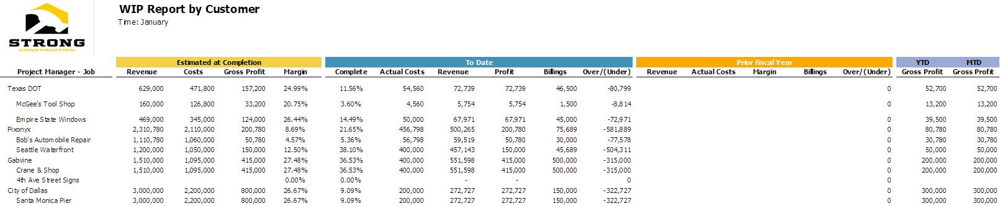 WIP Report by Customer
Time: January
STRONG
CONSTRUCTION
Estimated at Completion To Date Prior Fiscal Year YTD MTD
Project Manager - Job Revenue Costs Gross Profit Margin Complete Actual Costs Revenue Profit Billings Over/(Under) Revenue Actual Costs Margin Billings Over/(Under) Gross Profit Gross Profit
Texas DOT 629,000 471,800 157,200 24.99% 11.56% 54,560 72,739 72,739 46,500 -80,799 0 52,700 52,700
McGee's Tool Shop 160,000 126,800 33,200 20.75% 3.60% 4,560 5,754 5,754 1,500 -8,814 0 13,200 13,200
Empire State Windows 469,000 345,000 124,000 26.44% 14.49% 50,000 67,971 67,971 45,000 -72,971 0 39,500 39,500
Pixonyx 2,310,780 2,110,000 200,780 8.69% 21.65% 456,798 500,265 200,780 75,689 -581,889 0 80,780 80,780
Bob's Automobile Repair 1,110,780 1,060,000 50,780 4.57% 5.36% 56,798 59,519 50,780 30,000 -77,578 0 30,780 30,780
Seattle Waterfront 1,200,000 1,050,000 150,000 12.50% 38.10% 400,000 457,143 150,000 45,689 -504,311 0 50,000 50,000
Gabvine 1,510,000 1,095,000 415,000 27.48% 36.53% 400,000 551,598 415,000 500,000 -315,000 0 200,000 200,000
Crane & Shop 1,510,000 1,095,000 415,000 27.48% 36.53% 400,000 551,598 415,000 500,000 -315,000 0 200,000 200,000
4th Ave Street Signs 0.00% 0.00% - - 0 0
City of Dallas 3,000,000 2,200,000 800,000 26.67% 9.09% 200,000 272,727 272,727 150,000 -322,727 0 300,000 300,000
Santa Monica Pier 3,000,000 2,200,000 800,000 26.67% 9.09% 200,000 272,727 272,727 150,000 -322,727 0 300,000 300,000